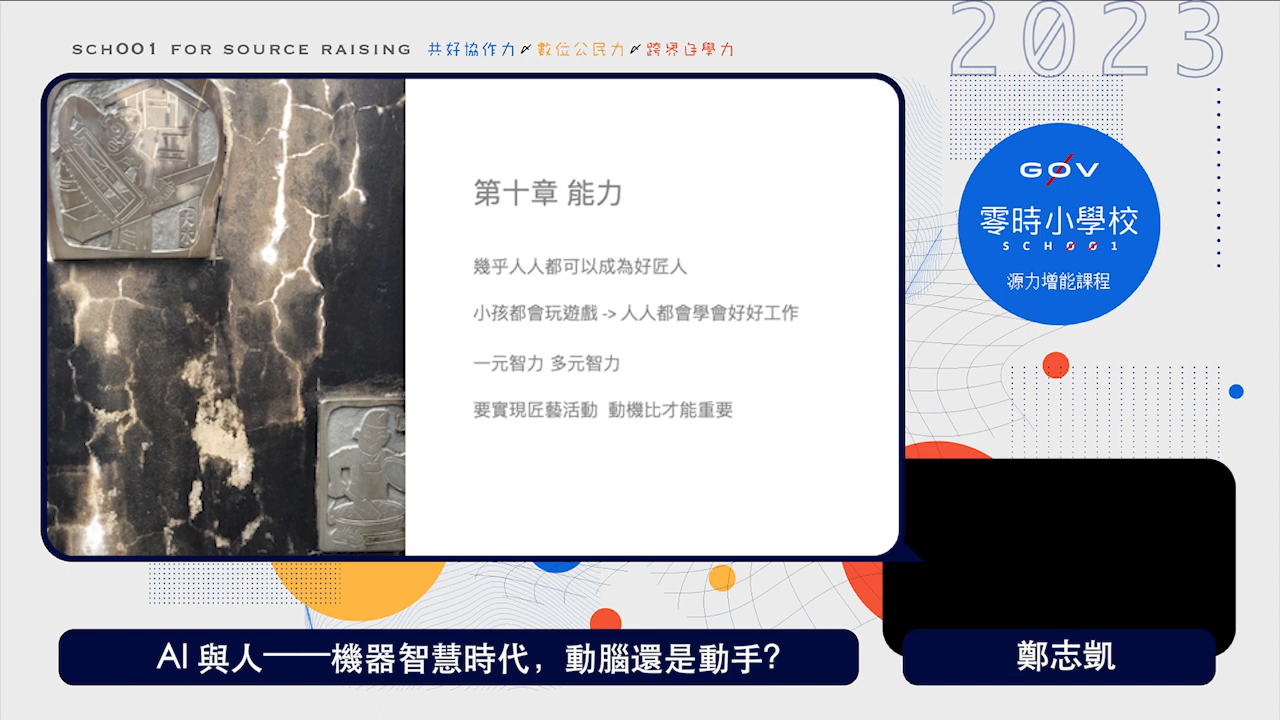 SCHOO1 FOR SOURCE RAISING 共好協作力 數位公民力 跨界自學力
2023
G0V
零時小學校
SCHOO1
源力增能課程
第十章 能力
幾乎人人都可以成為好匠人
小孩都會玩遊戲 -> 人人都會學會好好工作
一元智力 多元智力
要實現匠藝活動 動機比才能重要
AI 與人——機器智慧時代，動腦還是動手？
鄭志凱